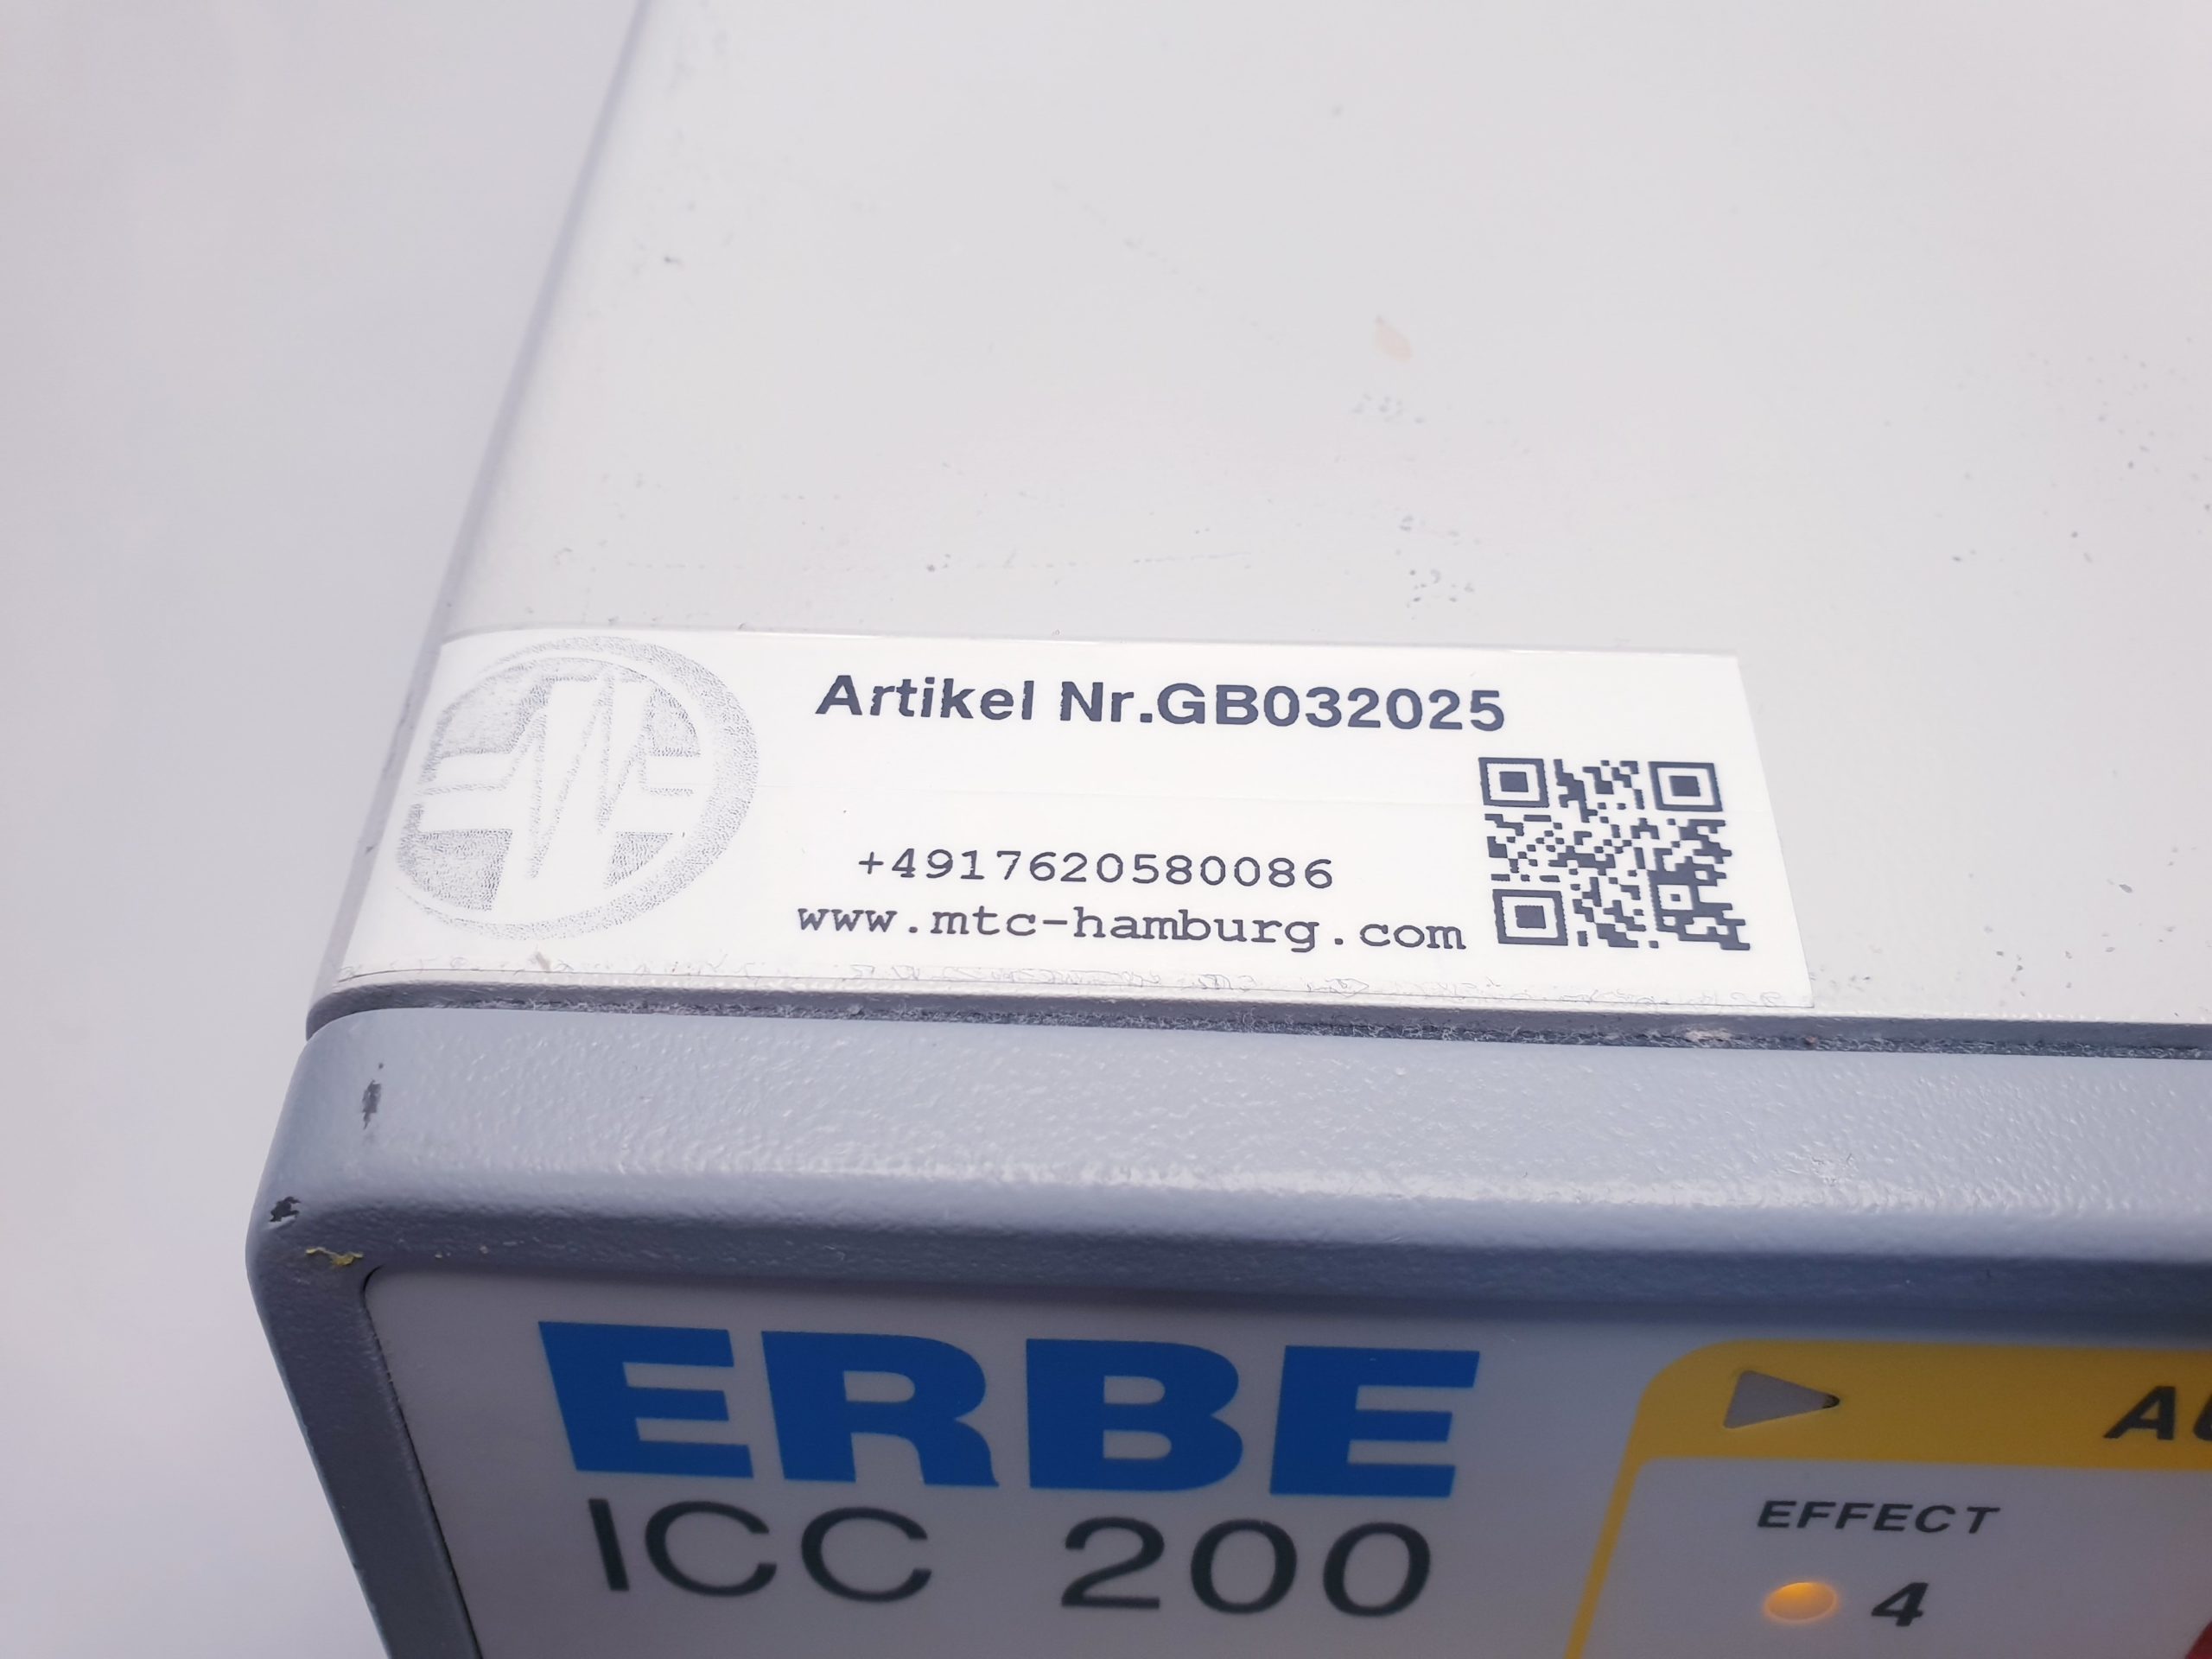 Artikel Nr.GB032025
+4917620580086
www.mtc-hamburg.com
ERBE
ICC 200
EFFECT
4